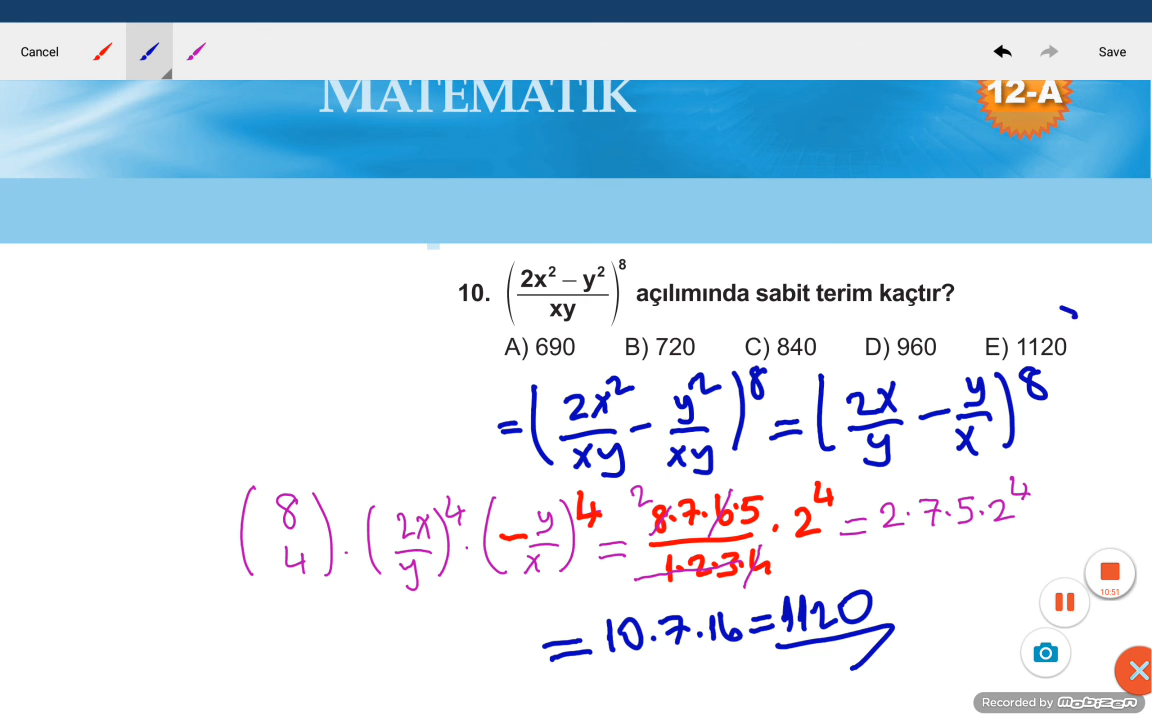 Cancel
Save
MATEMATİK
12-A
10. ((2x² – y²)/(xy))⁸ açılımında sabit terim kaçtır?
A) 690 B) 720 C) 840 D) 960 E) 1120
= (2x²/xy - y²/xy)⁸ = (2x/y - y/x)⁸
(8 4) . (2x/y)⁴ . (-y/x)⁴ = 2 8.7.6.5/1.2.3.4 . 2⁴ = 2.7.5.2⁴
= 10.7.16 = 1120
10:51
Recorded by mobizen